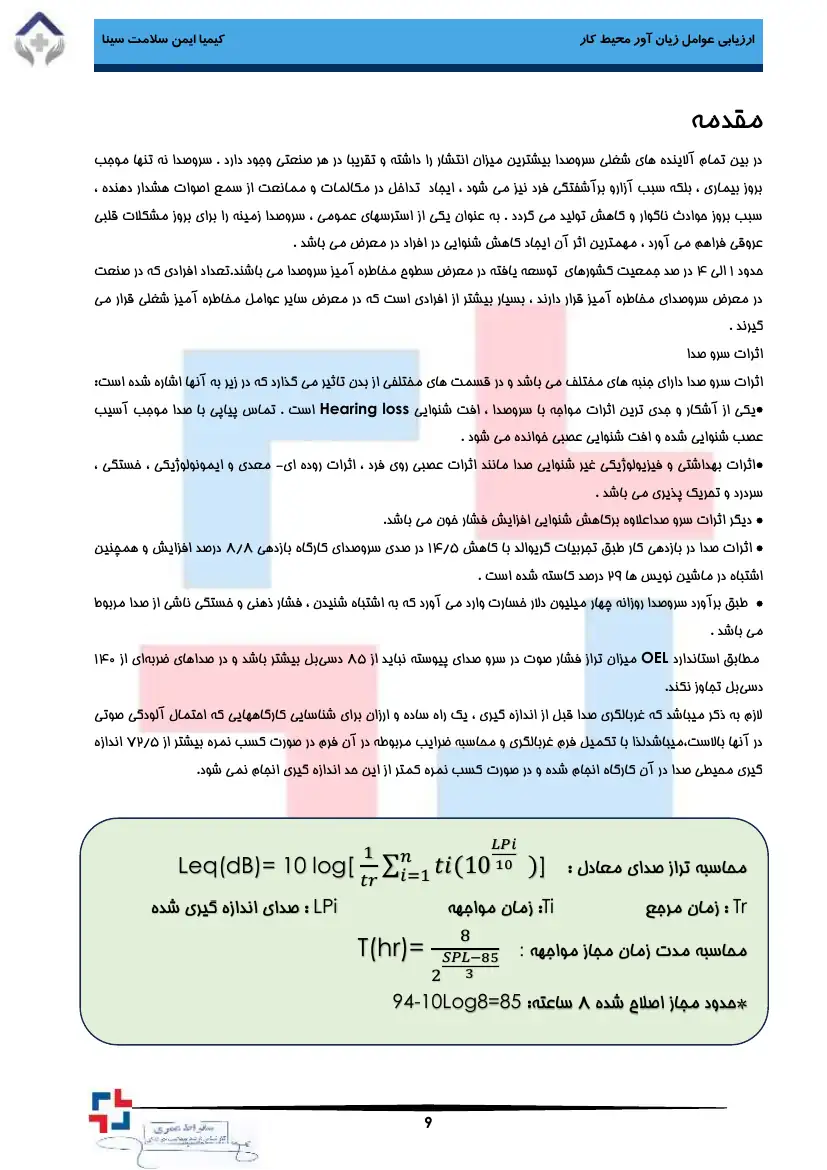 ارزیابی عوامل زیان آور محیط کار
کیمیا ایمن سلامت سینا
مقدمه
در بین تمام آلاینده های شغلی سروصدا بیشترین میزان انتشار را داشته و تقریبا در هر صنعتی وجود دارد . سروصدا نه تنها موجب
بروز بیماری ، بلکه سبب آزارو برآشفتگی فرد نیز می شود ، ایجاد تداخل در مکالمات و ممانعت از سمع اصوات هشدار دهنده ،
سبب بروز حوادث ناگوار و کاهش تولید می گردد . به عنوان یکی از استرسهای عمومی ، سروصدا زمینه را برای بروز مشکلات قلبی
عروقی فراهم می آورد ، مهمترین اثر آن ایجاد کاهش شنوایی در افراد در معرض می باشد .
حدود ۱ الی ۴ در صد جمعیت کشورهای توسعه یافته در معرض سطوح مخاطره آمیز سروصدا می باشند.تعداد افرادی که در صنعت
در معرض سروصدای مخاطره آمیز قرار دارند ، بسیار بیشتر از افرادی است که در معرض سایر عوامل مخاطره آمیز شغلی قرار می
گیرند .
اثرات سرو صدا
اثرات سرو صدا دارای جنبه های مختلف می باشد و در قسمت های مختلفی از بدن تاثیر می گذارد که در زیر به آنها اشاره شده است:
•یکی از آشکار و جدی ترین اثرات مواجه با سروصدا ، افت شنوایی Hearing loss است . تماس پیاپی با صدا موجب آسیب
عصب شنوایی شده و افت شنوایی عصبی خوانده می شود .
•اثرات بهداشتی و فیزیولوژیکی غیر شنوایی صدا مانند اثرات عصبی روی فرد ، اثرات روده ای- معدی و ایمونولوژیکی ، خستگی ،
سردرد و تحریک پذیری می باشد .
• دیگر اثرات سرو صداعلاوه برکاهش شنوایی افزایش فشار خون می باشد.
• اثرات صدا در بازدهی کار طبق تجربیات گریوالد با کاهش ۱۴/۵ در صدی سروصدای کارگاه بازدهی ۸/۸ درصد افزایش و همچنین
اشتباه در ماشین نویس ها ۲۹ درصد کاسته شده است .
• طبق برآورد سروصدا روزانه چهار میلیون دلار خسارت وارد می آورد که به اشتباه شنیدن ، فشار ذهنی و خستگی ناشی از صدا مربوط
می باشد .
مطابق استاندارد OEL میزان تراز فشار صوت در سرو صدای پیوسته نباید از ۸۵ دسی‌بل بیشتر باشد و در صداهای ضربه‌ای از ۱۴۰
دسی‌بل تجاوز نکند.
لازم به ذکر میباشد که غربالگری صدا قبل از اندازه گیری ، یک راه ساده و ارزان برای شناسایی کارگاههایی که احتمال آلودگی صوتی
در آنها بالاست،میباشدلذا با تکمیل فرم غربالگری و محاسبه ضرایب مربوطه در آن فرم در صورت کسب نمره بیشتر از ۷۲/۵ اندازه
گیری محیطی صدا در آن کارگاه انجام شده و در صورت کسب نمره کمتر از این حد اندازه گیری انجام نمی شود.
محاسبه تراز صدای معادل : Leq(dB)= 10 log[ \frac{1}{tr} \sum_{i=1}^{n} ti(10^{\frac{LPi}{10}} )]
Tr : زمان مرجع Ti: زمان مواجهه LPi : صدای اندازه گیری شده
محاسبه مدت زمان مجاز مواجهه : T(hr)= \frac{8}{2^{\frac{SPL-85}{3}}}
*حدود مجاز اصلاح شده ۸ ساعته: 94-10Log8=85
9